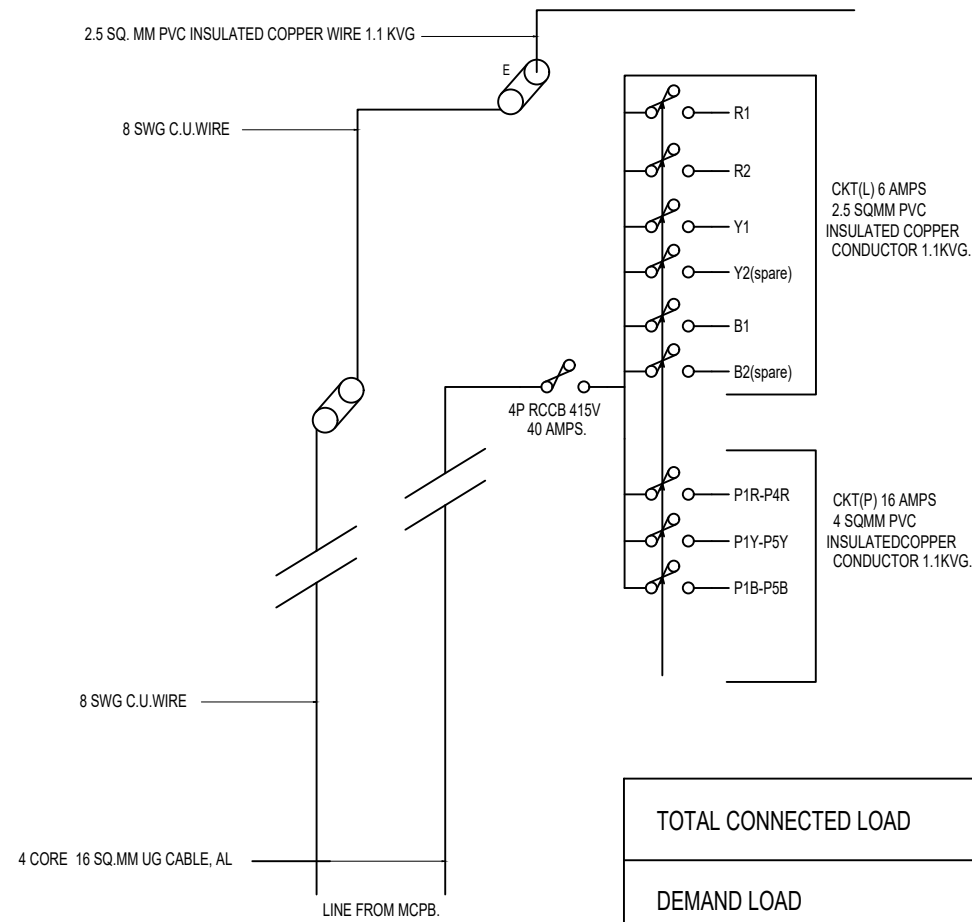 2.5 SQ. MM PVC INSULATED COPPER WIRE 1.1 KVG
E
8 SWG C.U.WIRE
R1
R2
Y1
Y2(spare)
B1
B2(spare)
CKT(L) 6 AMPS
2.5 SQMM PVC
INSULATED COPPER
CONDUCTOR 1.1KVG.
4P RCCB 415V
40 AMPS.
P1R-P4R
P1Y-P5Y
P1B-P5B
CKT(P) 16 AMPS
4 SQMM PVC
INSULATEDCOPPER
CONDUCTOR 1.1KVG.
8 SWG C.U.WIRE
4 CORE 16 SQ.MM UG CABLE, AL
LINE FROM MCPB.
TOTAL CONNECTED LOAD
DEMAND LOAD